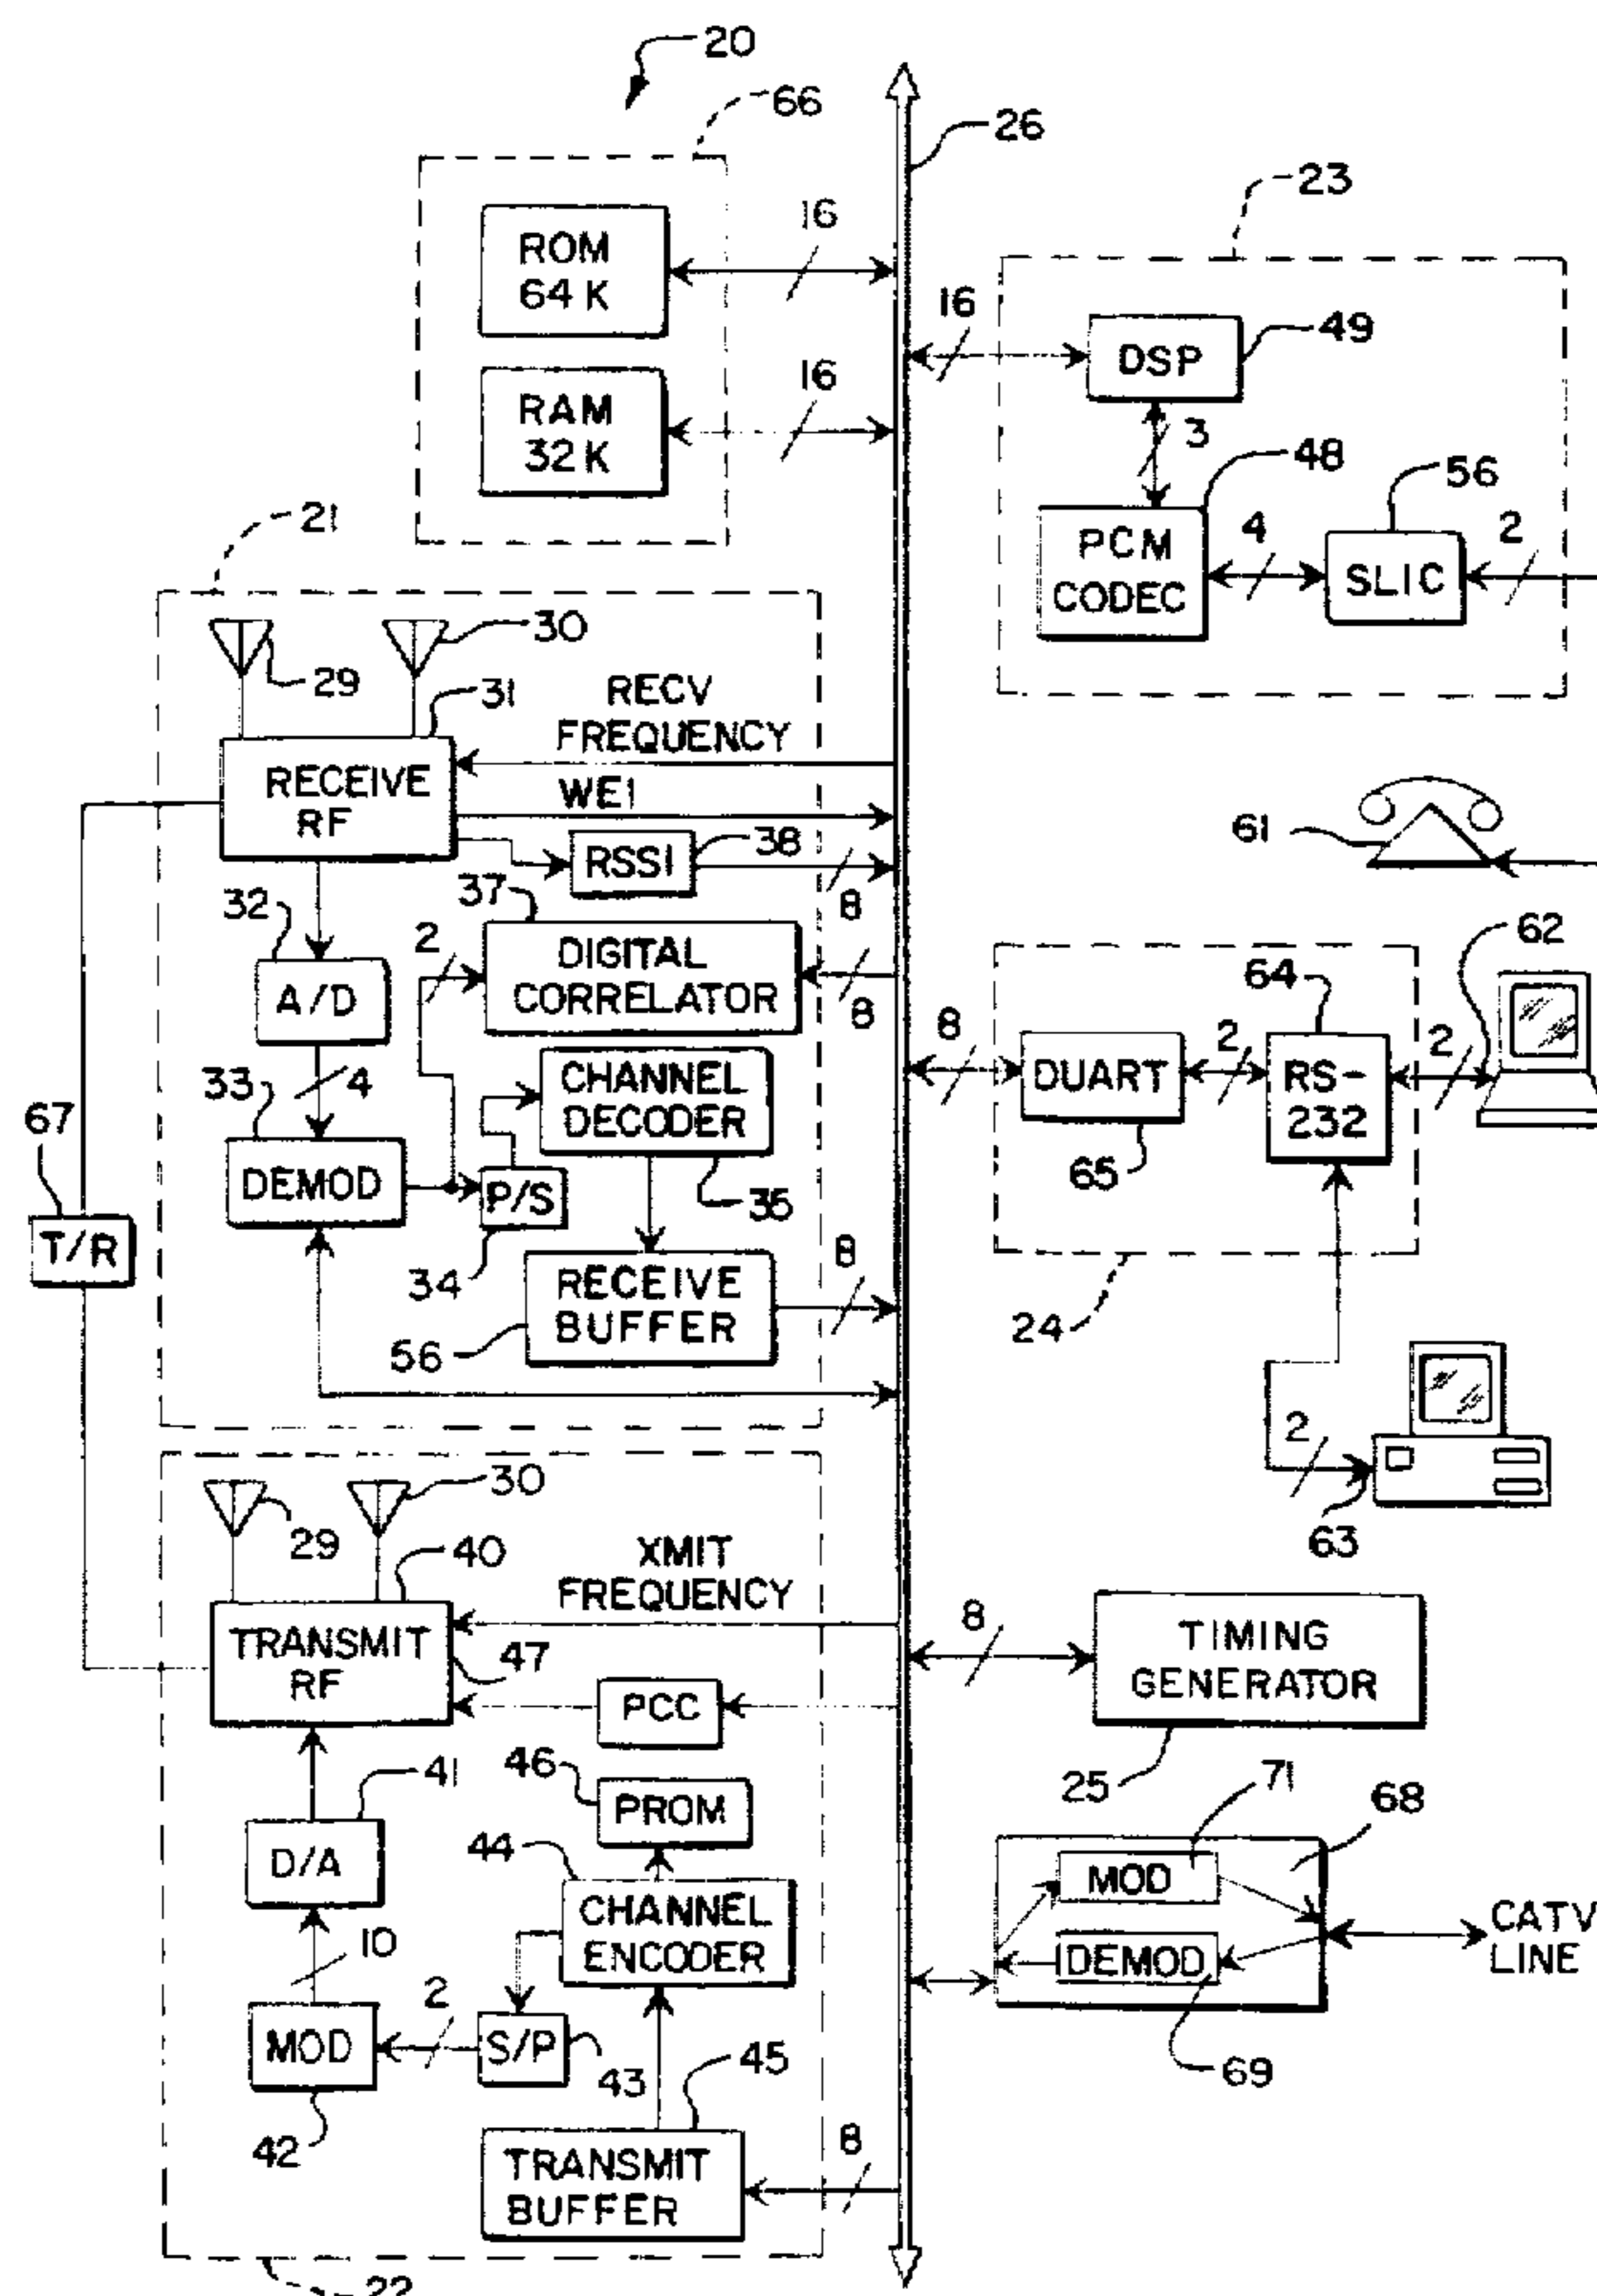 20
66
26
23
ROM
64 K
16
RAM
32 K
16
16
DSP
49
3
48
56
PCM
CODEC
4
SLIC
2
21
29
30
31
RECV
FREQUENCY
RECEIVE
RF
WE1
RSSI
38
8
32
37
2
DIGITAL
CORRELATOR
8
A/D
4
33
CHANNEL
DECODER
DEMOD
P/S
35
67
T/R
34
RECEIVE
BUFFER
8
56
61
62
64
8
DUART
2
RS-
232
2
65
24
2
63
29
30
40
XMIT
FREQUENCY
TRANSMIT
RF
47
PCC
8
TIMING
GENERATOR
25
41
46
PROM
D/A
44
CHANNEL
ENCODER
10
2
MOD
S/P
43
45
42
TRANSMIT
BUFFER
8
22
71
68
MOD
DEMOD
69
CATV
LINE